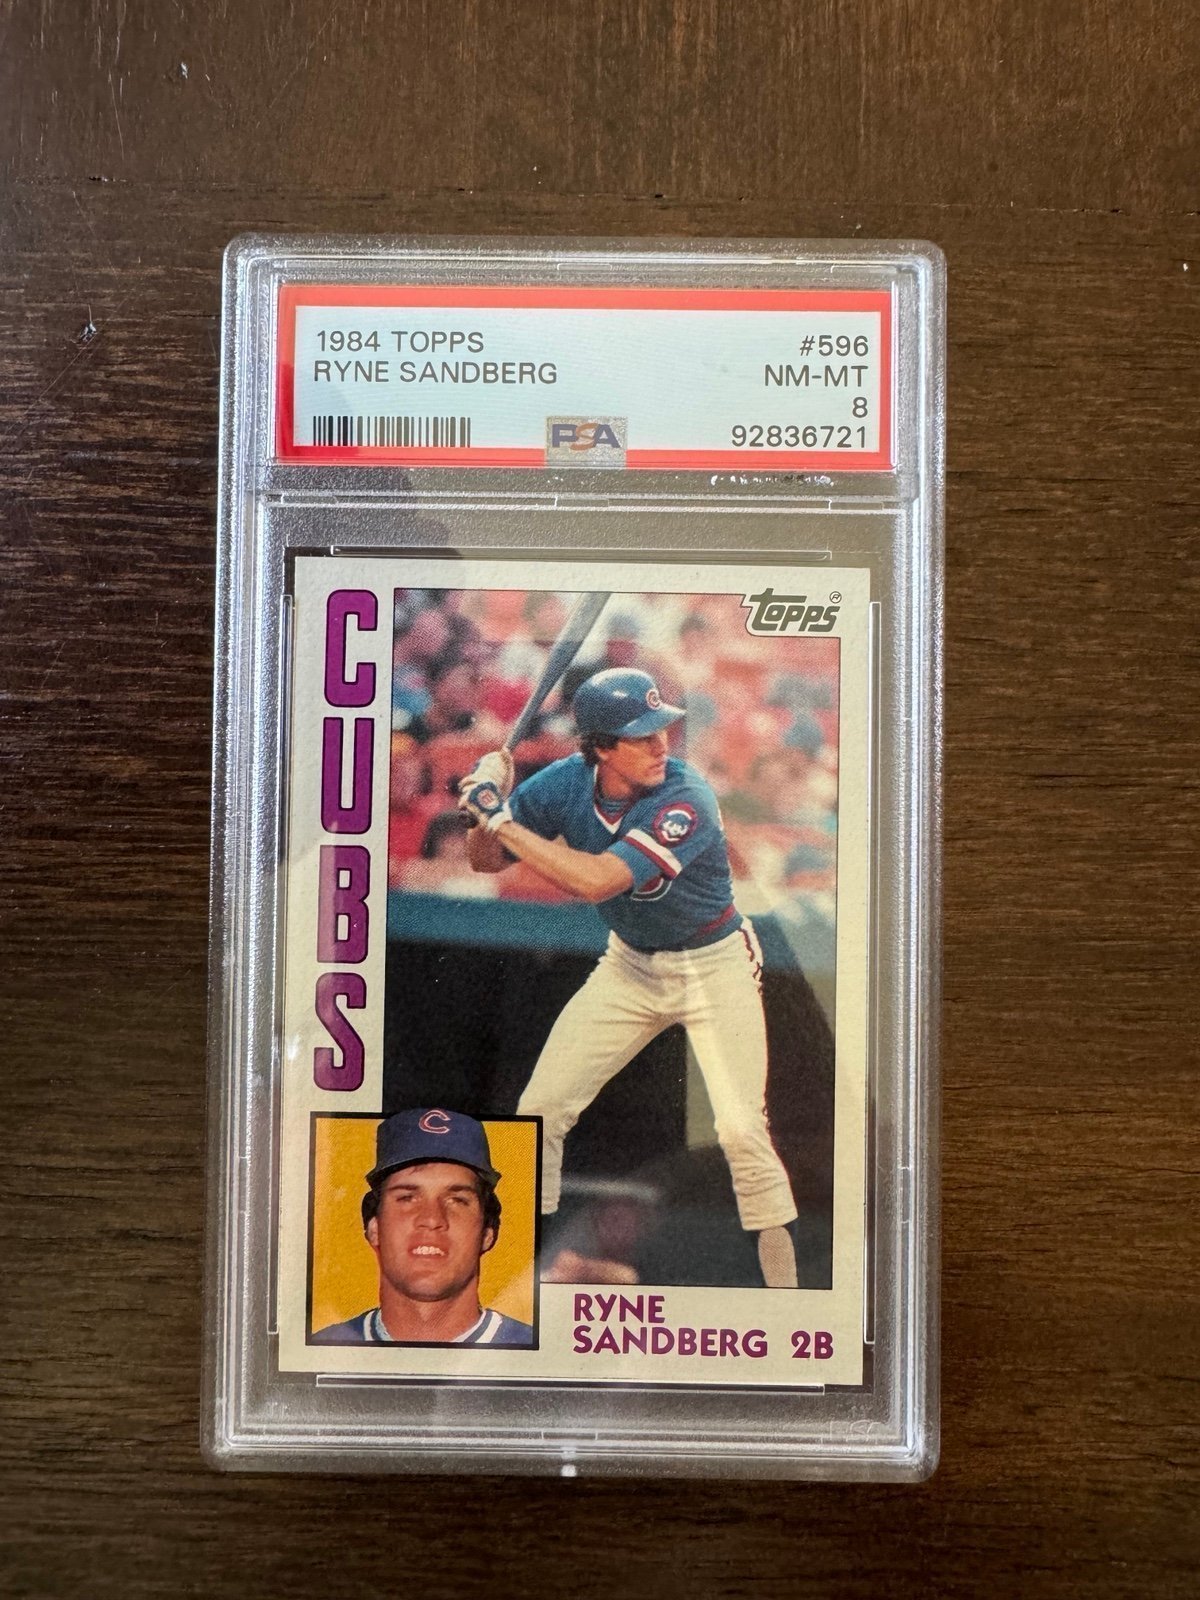 1984 TOPPS
RYNE SANDBERG
#596
NM-MT
8
92836721
PSA
CUBS
Topps®
C
C
RYNE
SANDBERG 2B